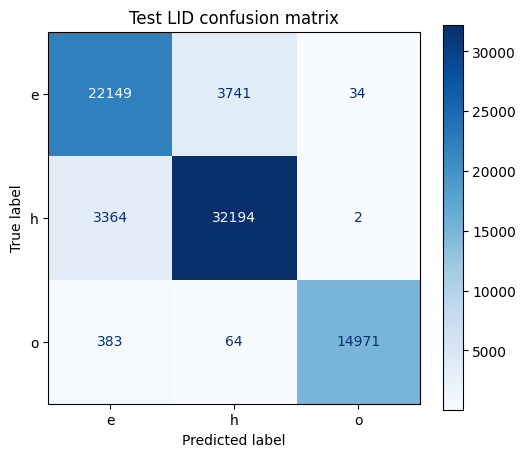 Test LID confusion matrix
True label
e 22149 3741 34
h 3364 32194 2
o 383 64 14971
e h o
Predicted label
30000
25000
20000
15000
10000
5000